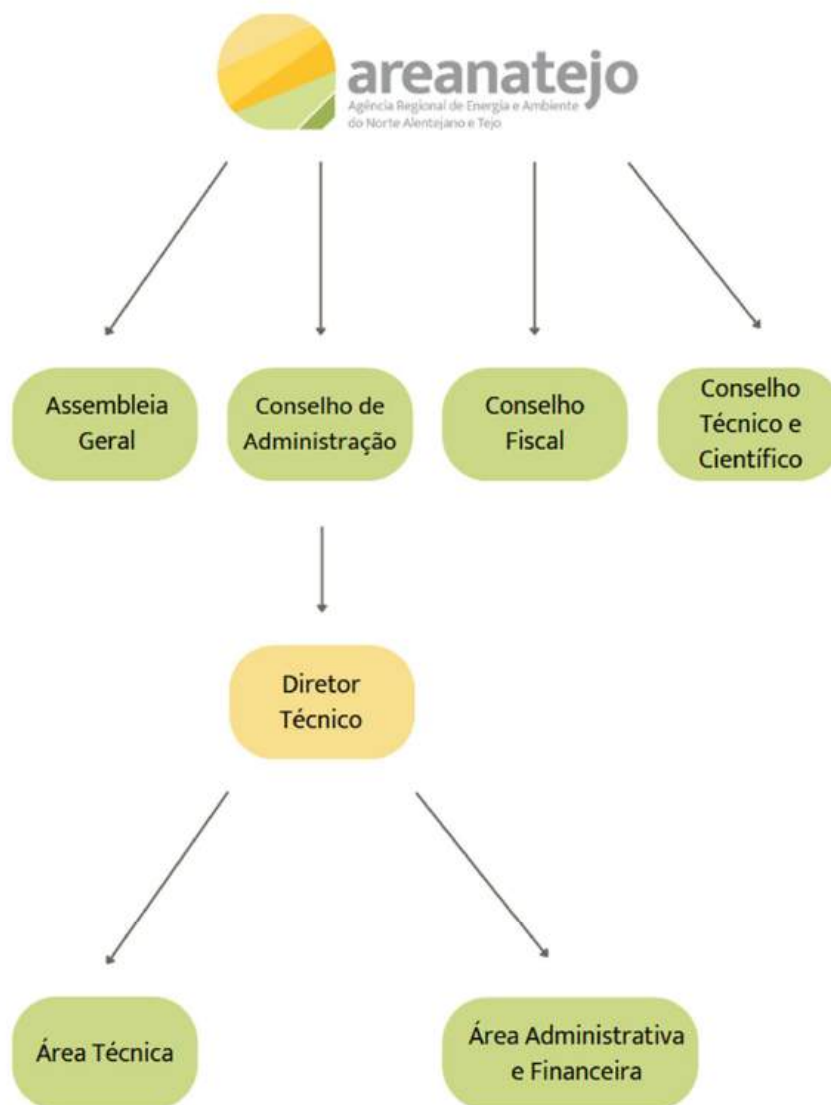 areanatejo
Agência Regional de Energia e Ambiente
do Norte Alentejano e Tejo
Assembleia
Geral
Conselho de
Administração
Conselho
Fiscal
Conselho
Técnico e
Científico
Diretor
Técnico
Área Técnica
Área Administrativa
e Financeira